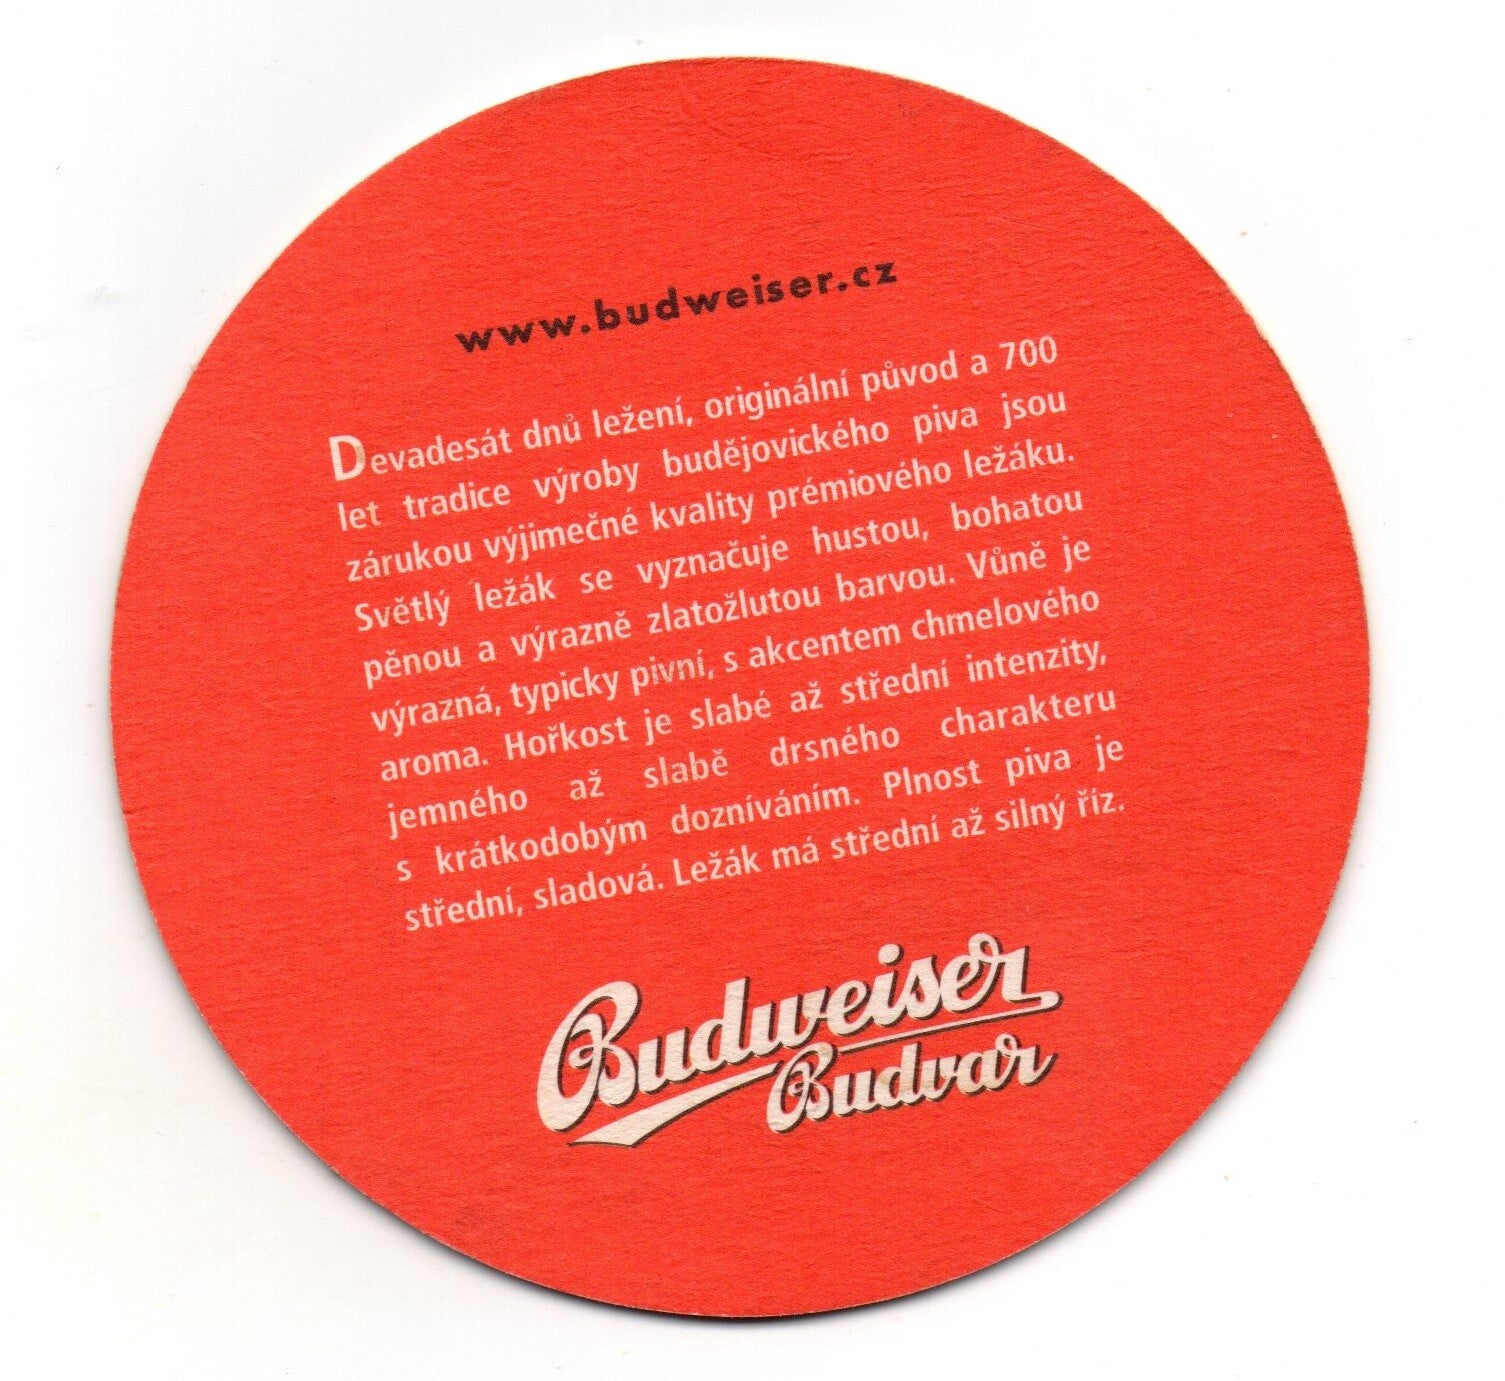 www.budweiser.cz
Devadesát dnů ležení, originální původ a 700
let tradice výroby budějovického piva jsou
zárukou výjimečné kvality prémiového ležáku.
Světlý ležák se vyznačuje hustou, bohatou
pěnou a výrazně zlatožlutou barvou. Vůně je
výrazná, typicky pivní, s akcentem chmelového
aroma. Hořkost je slabé až střední intenzity,
jemného až slabě drsného charakteru
s krátkodobým dozníváním. Plnost piva je
střední, sladová. Ležák má střední až silný říz.
Budweiser
Budvar